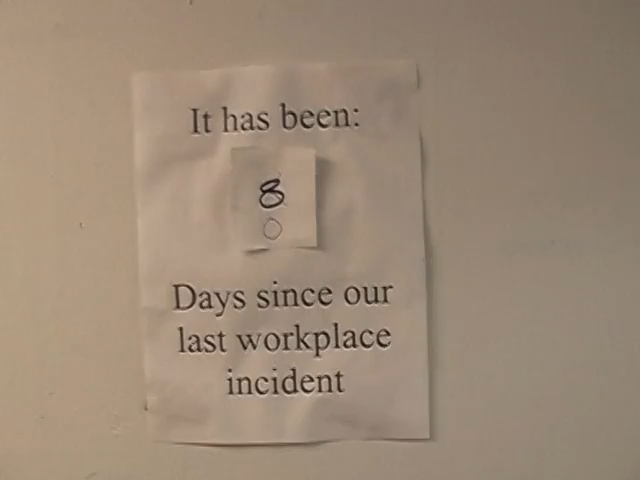 It has been:
8
0
Days since our
last workplace
incident